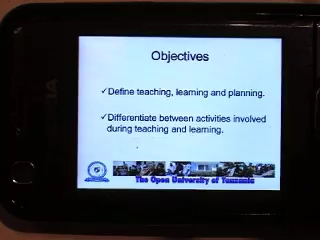 Objectives
✓Define teaching, learning and planning.
✓Differentiate between activities involved
during teaching and learning.
The Open University of Tanzania